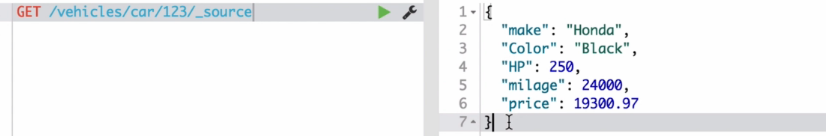 GET /vehicles/car/123/_source
1 {
2 "make": "Honda",
3 "Color": "Black",
4 "HP": 250,
5 "milage": 24000,
6 "price": 19300.97
7 }